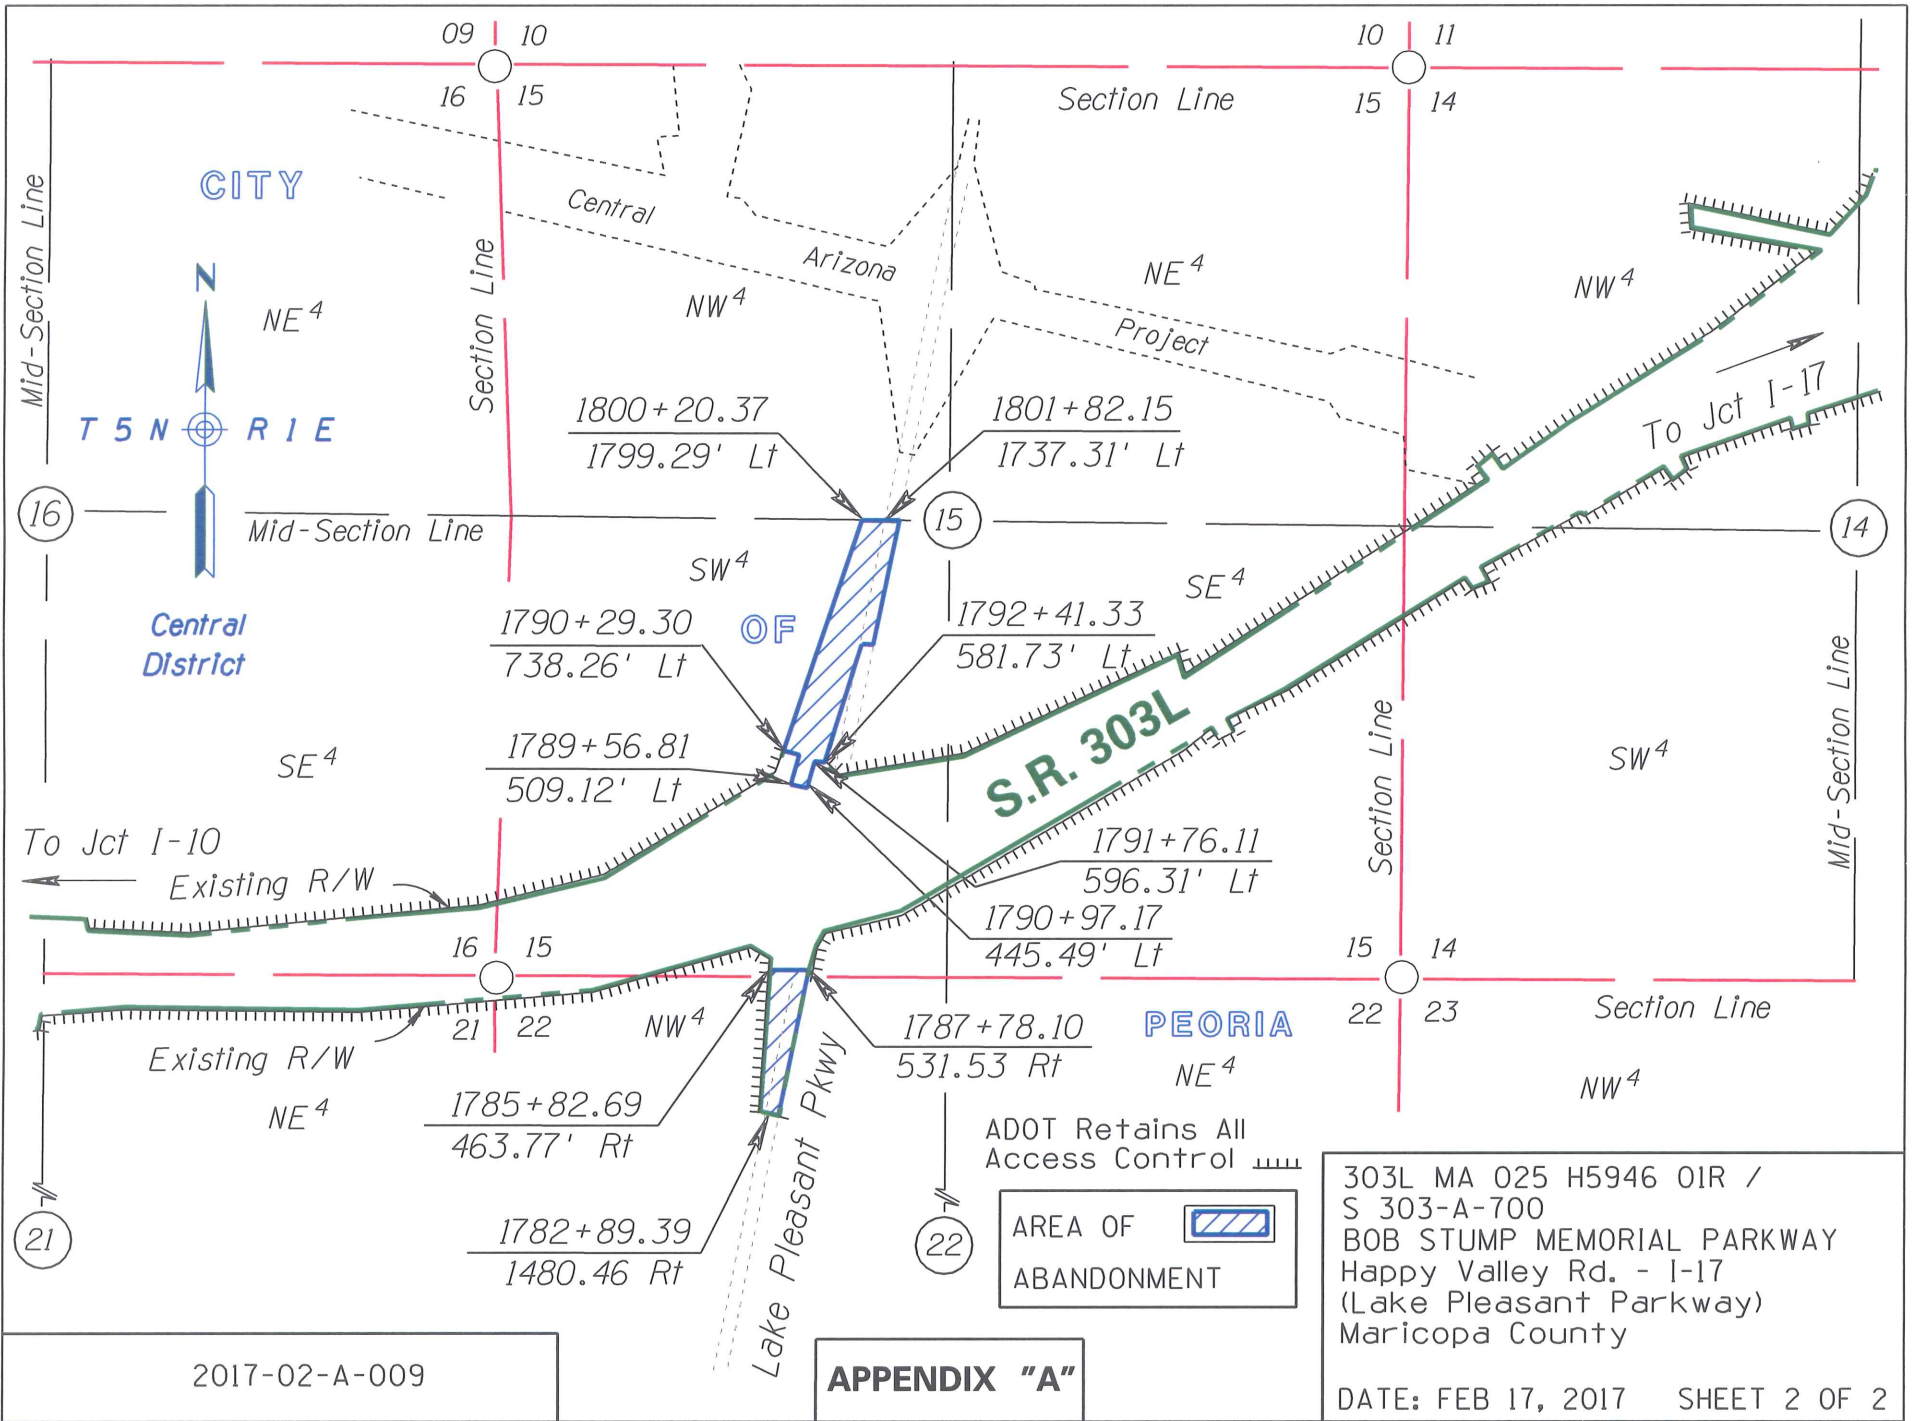 09 10
10 11
16 15
Section Line
15 14
Mid-Section Line
CITY
Central
Section Line
Arizona
NE 4
N
NW 4
NW 4
NE 4
Project
To Jct I-17
T 5 N R 1 E
1800+20.37
1799.29' Lt
1801+82.15
1737.31' Lt
16
Mid-Section Line
15
14
SW 4
SE 4
Central
District
1790+29.30
738.26' Lt
OF
1792+41.33
581.73' Lt
S.R. 303L
Section Line
Mid-Section Line
SE 4
1789+56.81
509.12' Lt
SW 4
To Jct I-10
Existing R/W
1791+76.11
596.31' Lt
1790+97.17
445.49' Lt
16 15
15 14
21 22
NW 4
22 23
Section Line
Existing R/W
1787+78.10
531.53 Rt
PEORIA
NE 4
NE 4
NW 4
1785+82.69
463.77' Rt
Lake Pleasant Pkwy
ADOT Retains All
Access Control
21
1782+89.39
1480.46 Rt
22
AREA OF
ABANDONMENT
303L MA 025 H5946 01R /
S 303-A-700
BOB STUMP MEMORIAL PARKWAY
Happy Valley Rd. - I-17
(Lake Pleasant Parkway)
Maricopa County
DATE: FEB 17, 2017 SHEET 2 OF 2
2017-02-A-009
APPENDIX "A"